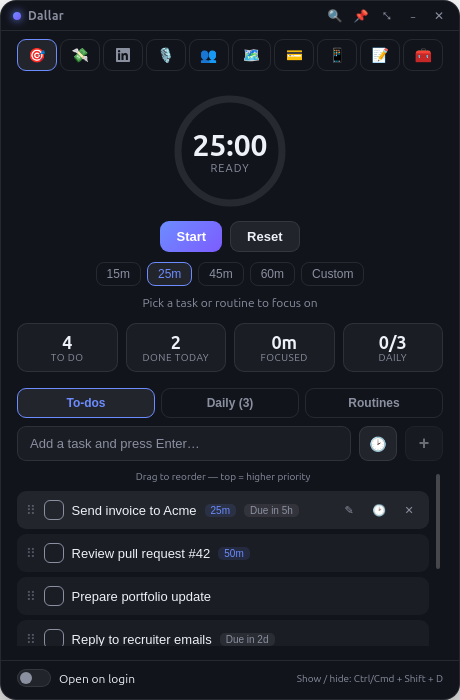 Dallar
25:00
READY
Start Reset
15m 25m 45m 60m Custom
Pick a task or routine to focus on
4 2 0m 0/3
TO DO DONE TODAY FOCUSED DAILY
To-dos Daily (3) Routines
Add a task and press Enter…
Drag to reorder — top = higher priority
Send invoice to Acme 25m Due in 5h
Review pull request #42 50m
Prepare portfolio update
Reply to recruiter emails Due in 2d
Open on login Show / hide: Ctrl/Cmd + Shift + D